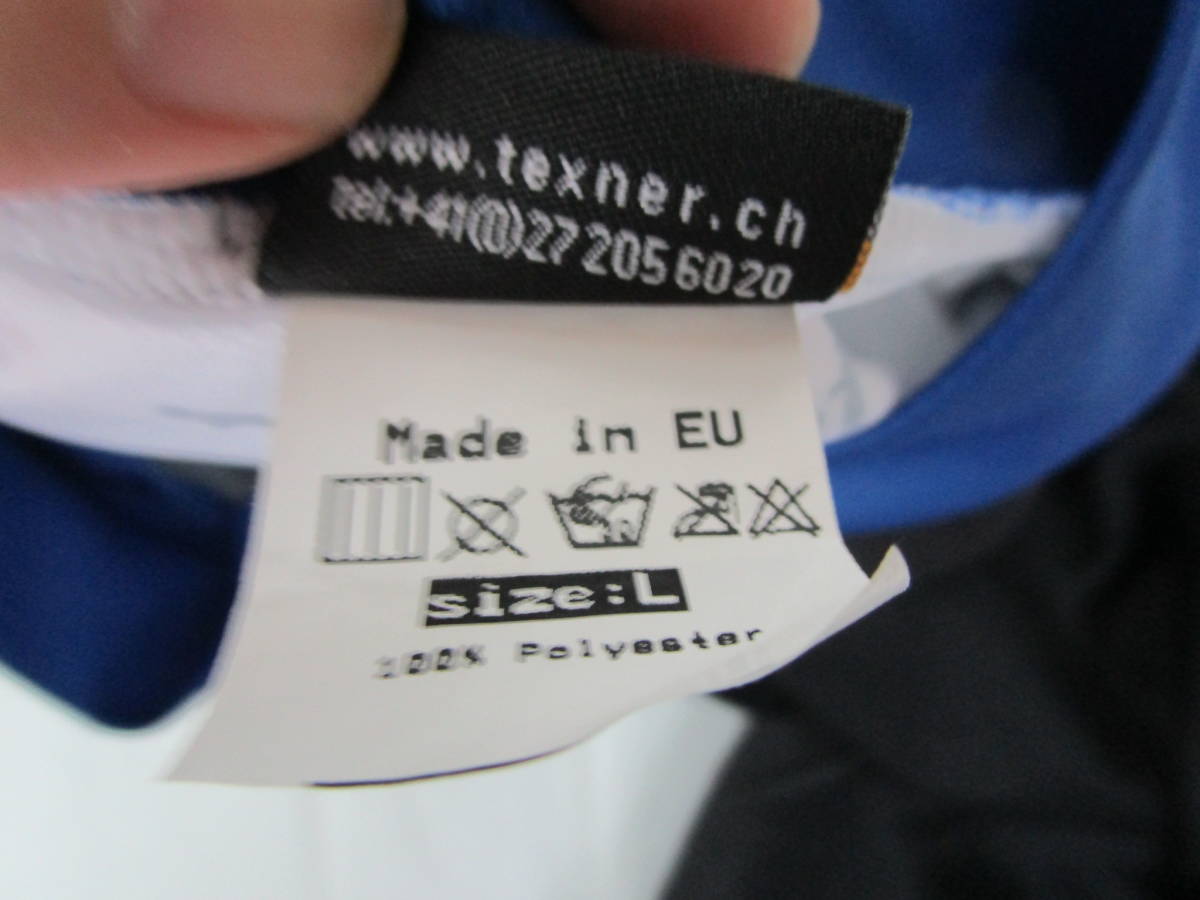 www.texner.ch
tel:+41(0)27 205 60 20
Made in EU
size:L
100% Polyester